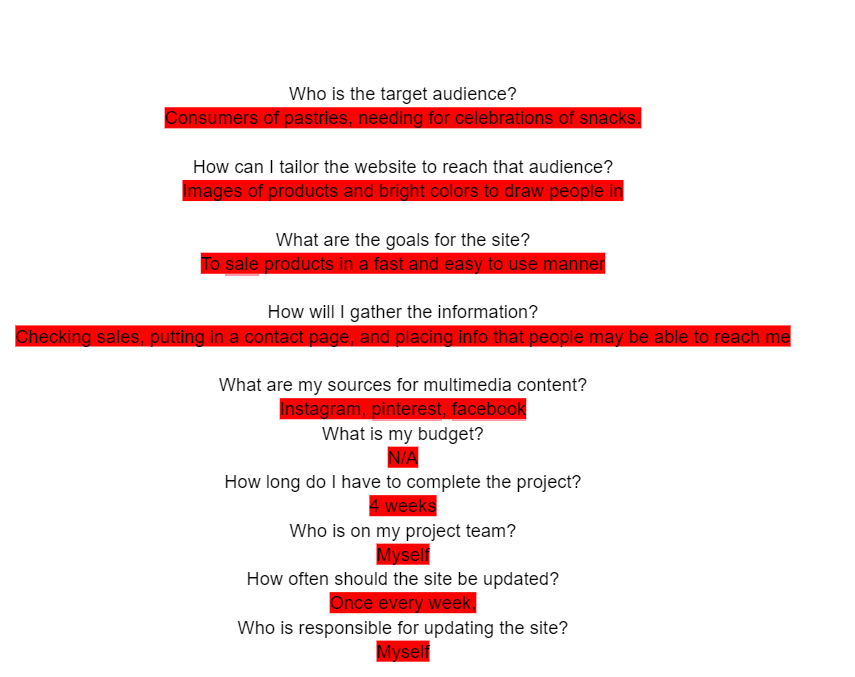 Who is the target audience?
Consumers of pastries, needing for celebrations of snacks.
How can I tailor the website to reach that audience?
Images of products and bright colors to draw people in
What are the goals for the site?
To sale products in a fast and easy to use manner
How will I gather the information?
Checking sales, putting in a contact page, and placing info that people may be able to reach me
What are my sources for multimedia content?
Instagram, pinterest, facebook
What is my budget?
N/A
How long do I have to complete the project?
4 weeks
Who is on my project team?
Myself
How often should the site be updated?
Once every week,
Who is responsible for updating the site?
Myself